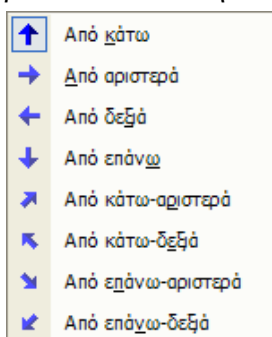 Από κάτω
Από αριστερά
Από δεξιά
Από επάνω
Από κάτω-αριστερά
Από κάτω-δεξιά
Από επάνω-αριστερά
Από επάνω-δεξιά